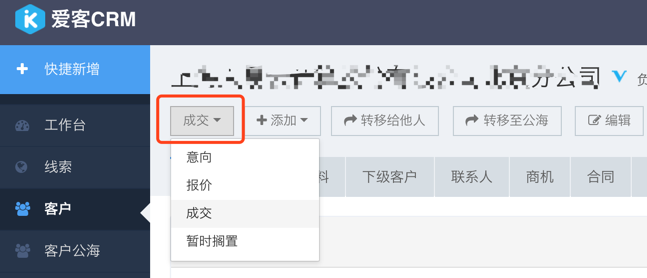 爱客CRM
快捷新增
分公司
成交 添加 转移给他人 转移至公海 编辑
工作台
意向
线索
报价
料 下级客户 联系人 商机 合同
客户
成交
客户公海
暂时搁置